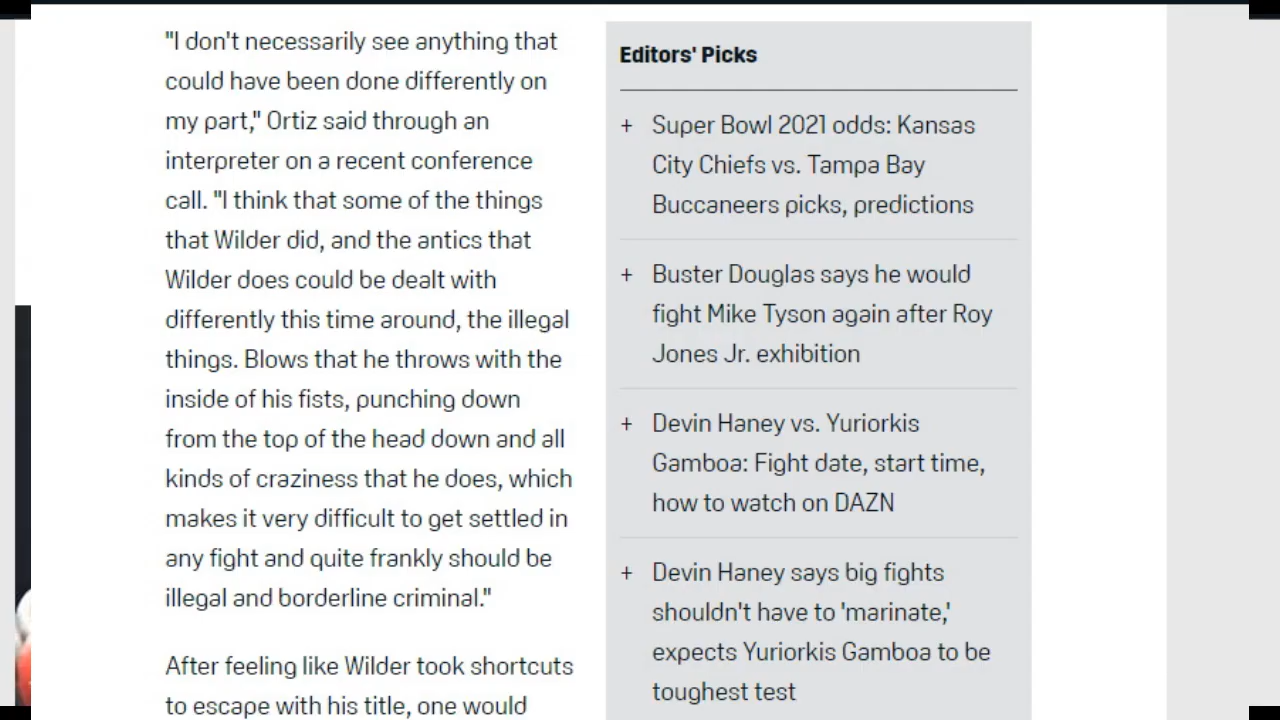 "I don't necessarily see anything that
could have been done differently on
my part," Ortiz said through an
interpreter on a recent conference
call. "I think that some of the things
that Wilder did, and the antics that
Wilder does could be dealt with
differently this time around, the illegal
things. Blows that he throws with the
inside of his fists, punching down
from the top of the head down and all
kinds of craziness that he does, which
makes it very difficult to get settled in
any fight and quite frankly should be
illegal and borderline criminal."
After feeling like Wilder took shortcuts
to escape with his title, one would
Editors' Picks
+ Super Bowl 2021 odds: Kansas
City Chiefs vs. Tampa Bay
Buccaneers picks, predictions
+ Buster Douglas says he would
fight Mike Tyson again after Roy
Jones Jr. exhibition
+ Devin Haney vs. Yuriorkis
Gamboa: Fight date, start time,
how to watch on DAZN
+ Devin Haney says big fights
shouldn't have to 'marinate,'
expects Yuriorkis Gamboa to be
toughest test